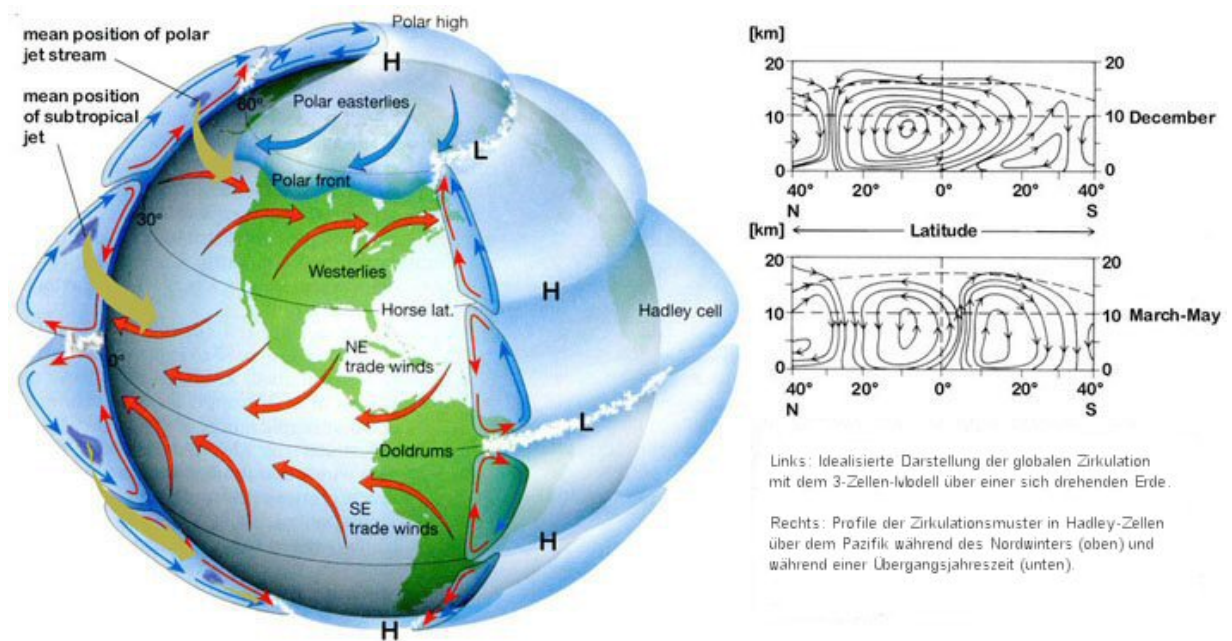 mean position of polar
jet stream
mean position
of subtropical
jet
Polar high
H
60°
Polar easterlies
L
Polar front
30°
Westerlies
H
Horse lat.
Hadley cell
NE
trade winds
0°
L
Doldrums
SE
trade winds
H
H
[km]
[km]
20
20
10
10
December
0
0
40°
20°
0°
20°
40°
N
S
[km]
Latitude
[km]
20
20
10
10
March-May
0
0
40°
20°
0°
20°
40°
N
S
Links: Idealisierte Darstellung der globalen Zirkulation
mit dem 3-Zellen-Modell über einer sich drehenden Erde.
Rechts: Profile der Zirkulationsmuster in Hadley-Zellen
über dem Pazifik während des Nordwinters (oben) und
während einer Übergangsjahreszeit (unten).